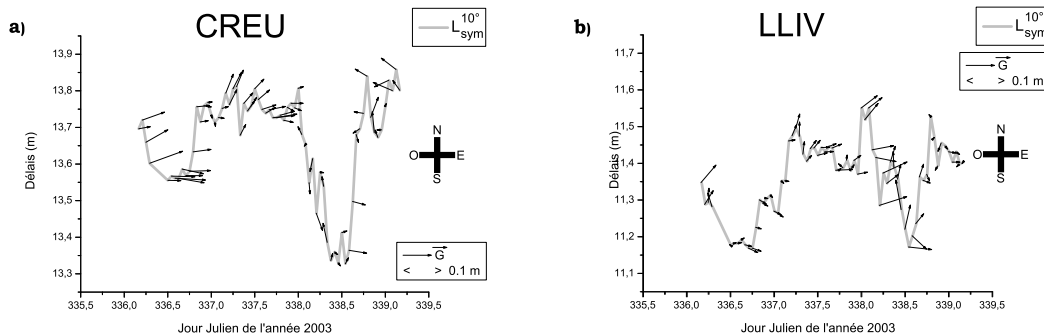 a)
CREU
L 10° sym
13,9
13,8
13,7
13,6
13,5
13,4
13,3
Délais (m)
N
O E
S
G
< > 0.1 m
335,5 336,0 336,5 337,0 337,5 338,0 338,5 339,0 339,5
Jour Julien de l'année 2003
b)
LLIV
L 10° sym
G
< > 0.1 m
11,7
11,6
11,5
11,4
11,3
11,2
11,1
Délais (m)
N
O E
S
335,5 336,0 336,5 337,0 337,5 338,0 338,5 339,0 339,5
Jour Julien de l'année 2003